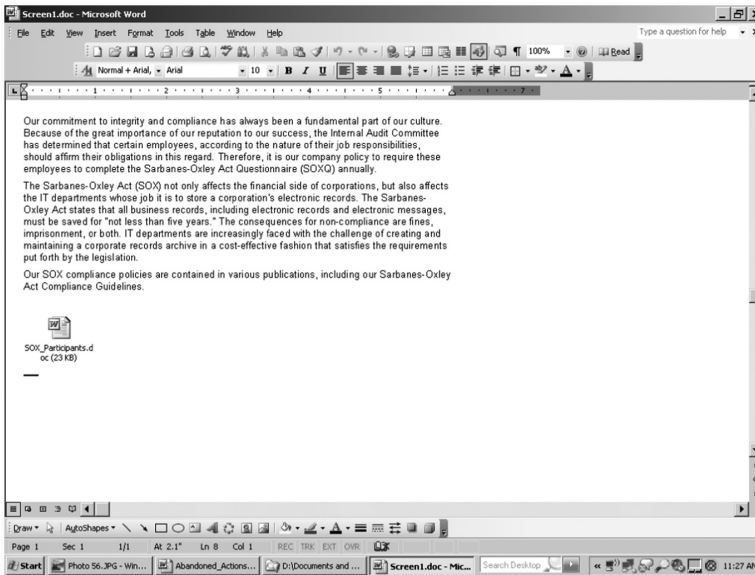 Screen1.doc - Microsoft Word
File Edit View Insert Format Tools Table Window Help
Type a question for help
100%
Read
Normal + Arial, Arial 10 B I U
1 2 3 4 5 7
Our commitment to integrity and compliance has always been a fundamental part of our culture.
Because of the great importance of our reputation to our success, the Internal Audit Committee
has determined that certain employees, according to the nature of their job responsibilities,
should affirm their obligations in this regard. Therefore, it is our company policy to require these
employees to complete the Sarbanes-Oxley Act Questionnaire (SOXQ) annually.
The Sarbanes-Oxley Act (SOX) not only affects the financial side of corporations, but also affects
the IT departments whose job it is to store a corporation's electronic records. The Sarbanes-
Oxley Act states that all business records, including electronic records and electronic messages,
must be saved for "not less than five years." The consequences for non-compliance are fines,
imprisonment, or both. IT departments are increasingly faced with the challenge of creating and
maintaining a corporate records archive in a cost-effective fashion that satisfies the requirements
put forth by the legislation.
Our SOX compliance policies are contained in various publications, including our Sarbanes-Oxley
Act Compliance Guidelines.
SOX_Participants.d
oc (23 KB)
Draw AutoShapes
Page 1 Sec 1 1/1 At 2.1" Ln 8 Col 1 REC TRK EXT OVR
Start Photo 56.JPG - Win... Abandoned_Actions... D:\Documents and ... Screen1.doc - Mic... Search Desktop 11:27 AM